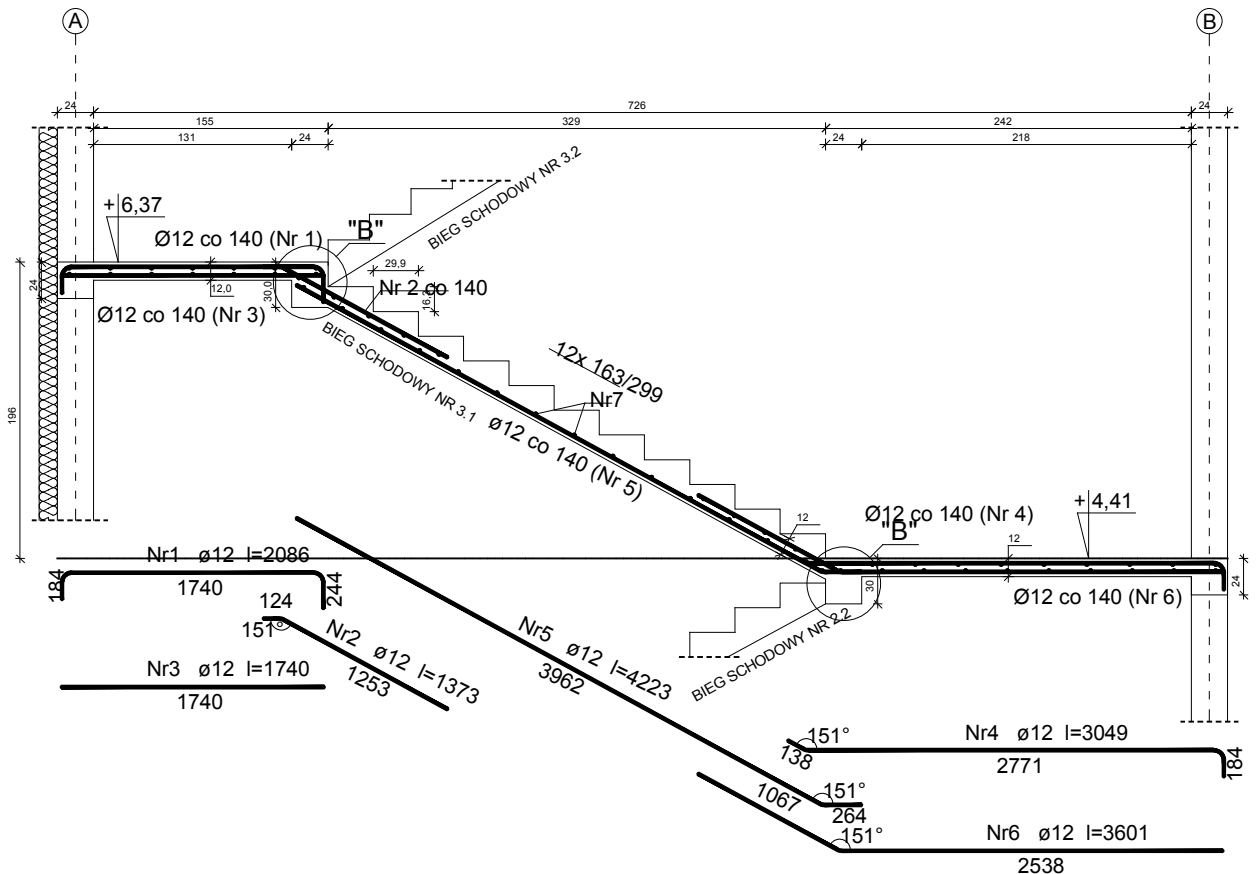 A
B
24
726
24
155
329
242
131
24
24
218
BIEG SCHODOWY NR 3.2
+ 6,37
"B"
Ø12 co 140 (Nr 1)
29,9
24
12,0
30,0
Nr 2 co 140
Ø12 co 140 (Nr 3)
BIEG SCHODOWY NR 3.1
12x 163/299
Nr7
196
ø12 co 140 (Nr 5)
+ 4,41
12
Ø12 co 140 (Nr 4)
"B"
12
30
24
Ø12 co 140 (Nr 6)
BIEG SCHODOWY NR 2.2
Nr1 ø12 l=2086
184
1740
244
124
151°
Nr2 ø12 l=1373
1253
Nr3 ø12 l=1740
1740
Nr5 ø12 l=4223
3962
151°
264
151°
138
Nr4 ø12 l=3049
2771
184
1067
151°
Nr6 ø12 l=3601
2538